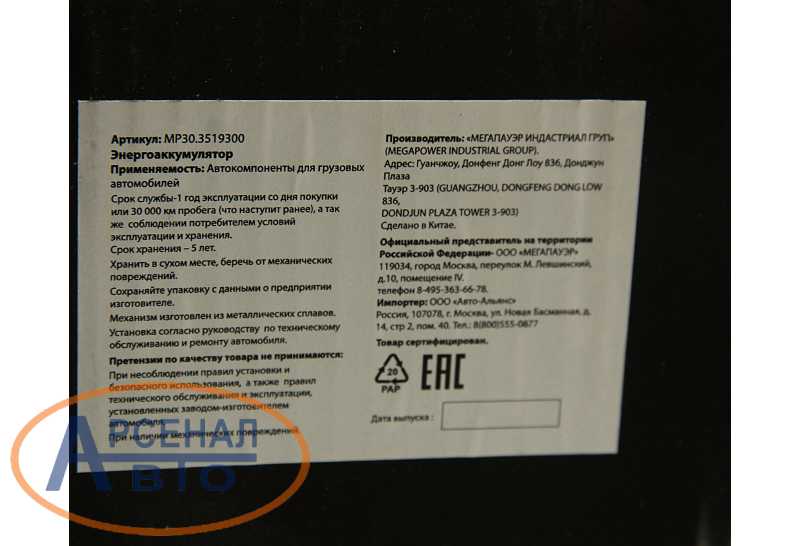 Артикул: MP30.3519300
Энергоаккумулятор
Применяемость: Автокомпоненты для грузовых
автомобилей
Срок службы-1 год эксплуатации со дня покупки
или 30 000 км пробега (что наступит ранее), а так
же соблюдении потребителем условий
эксплуатации и хранения.
Срок хранения – 5 лет.
Хранить в сухом месте, беречь от механических
повреждений.
Сохраняйте упаковку с данными о предприятии
изготовителе.
Механизм изготовлен из металлических сплавов.
Установка согласно руководству по техническому
обслуживанию и ремонту автомобиля.
Претензии по качеству товара не принимаются:
При несоблюдении правил установки и
безопасного использования, а также правил
технического обслуживания и эксплуатации,
установленных заводом-изготовителем
автомобиля.
При наличии механических повреждений.
Производитель: «МЕГАПАУЭР ИНДАСТРИАЛ ГРУП»
(MEGAPOWER INDUSTRIAL GROUP).
Адрес: Гуанчжоу, Донфенг Донг Лоу 836, Донджун
Плаза
Тауэр 3-903 (GUANGZHOU, DONGFENG DONG LOW
836,
DONDJUN PLAZA TOWER 3-903)
Сделано в Китае.
Официальный представитель на территории
Российской Федерации- ООО «МЕГАПАУЭР»
119034, город Москва, переулок М. Левшинский,
д.10, помещение IV.
телефон 8-495-363-66-78.
Импортер: ООО «Авто-Альянс»
Россия, 107078, г. Москва, ул. Новая Басманная, д.
14, стр 2, пом. 40. Тел.: 8(800)555-0877
Товар сертифицирован.
20
PAP
EAC
Дата выпуска :
АРСЕНАЛ
АВТО